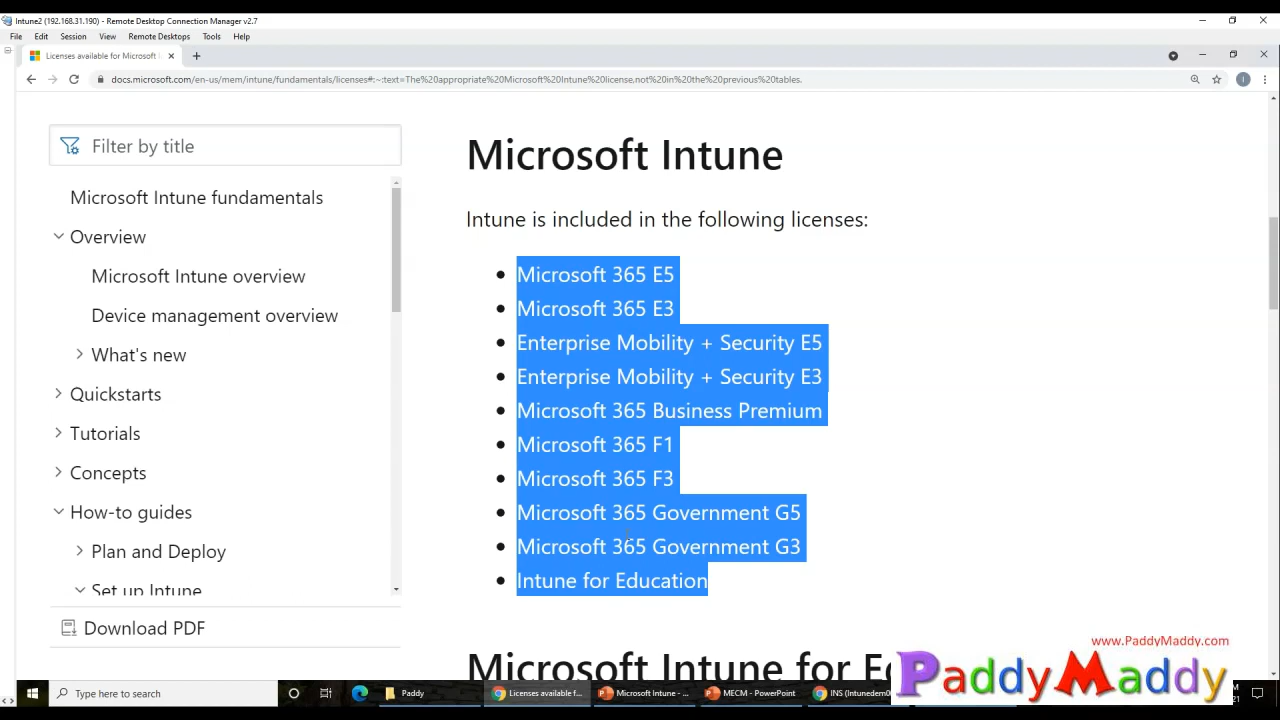 Intune2 (192.168.31.190) - Remote Desktop Connection Manager v2.7
File Edit Session View Remote Desktops Tools Help
Licenses available for Microsoft
docs.microsoft.com/en-us/mem/intune/fundamentals/licenses#:~:text=The%20appropriate%20Microsoft%20Intune%20license,not%20in%20the%20previous%20tables.
I
Filter by title
Microsoft Intune fundamentals
Overview
Microsoft Intune overview
Device management overview
What's new
Quickstarts
Tutorials
Concepts
How-to guides
Plan and Deploy
Set up Intune
Download PDF
Microsoft Intune
Intune is included in the following licenses:
Microsoft 365 E5
Microsoft 365 E3
Enterprise Mobility + Security E5
Enterprise Mobility + Security E3
Microsoft 365 Business Premium
Microsoft 365 F1
Microsoft 365 F3
Microsoft 365 Government G5
Microsoft 365 Government G3
Intune for Education
Microsoft Intune for
www.PaddyMaddy.com
PaddyMaddy
Type here to search
Paddy
Licenses available f...
Microsoft Intune - ...
MECM - PowerPoint